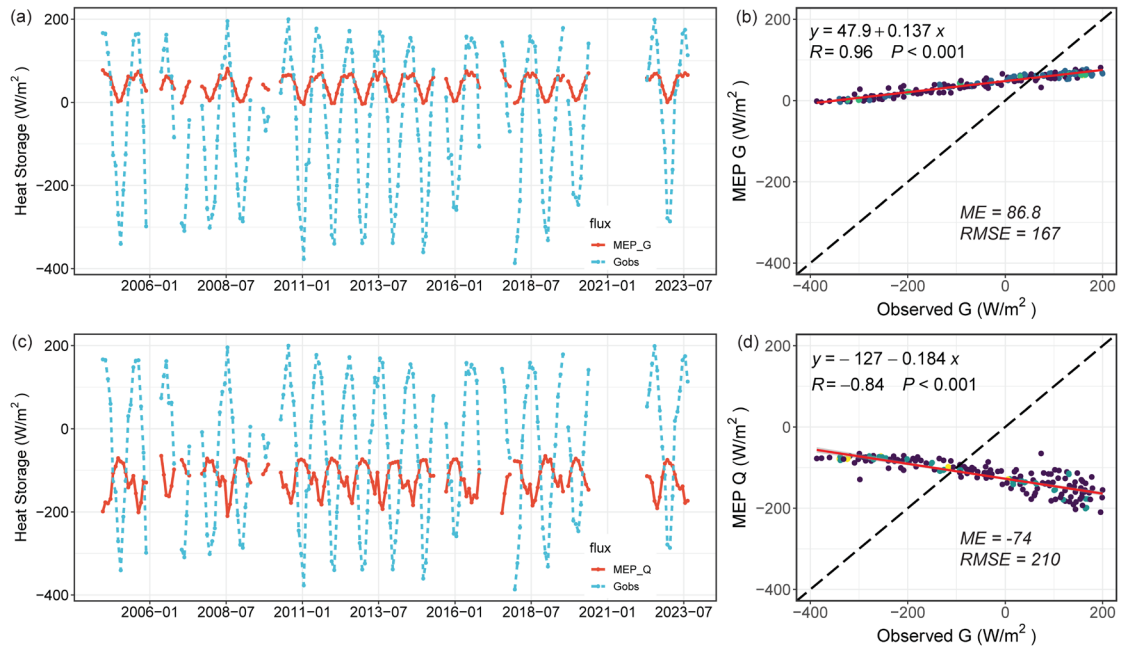 (a)
Heat Storage (W/m²)
200
0
−200
−400
flux
MEP_G
Gobs
2006−01 2008−07 2011−01 2013−07 2016−01 2018−07 2021−01 2023−07
(b)
MEP G (W/m²)
200
0
−200
−400
y = 47.9 + 0.137 x
R = 0.96 P < 0.001
ME = 86.8
RMSE = 167
−400 −200 0 200
Observed G (W/m² )
(c)
Heat Storage (W/m²)
200
0
−200
−400
flux
MEP_Q
Gobs
2006−01 2008−07 2011−01 2013−07 2016−01 2018−07 2021−01 2023−07
(d)
MEP Q (W/m² )
200
0
−200
−400
y = − 127 − 0.184 x
R = −0.84 P < 0.001
ME = -74
RMSE = 210
−400 −200 0 200
Observed G (W/m² )